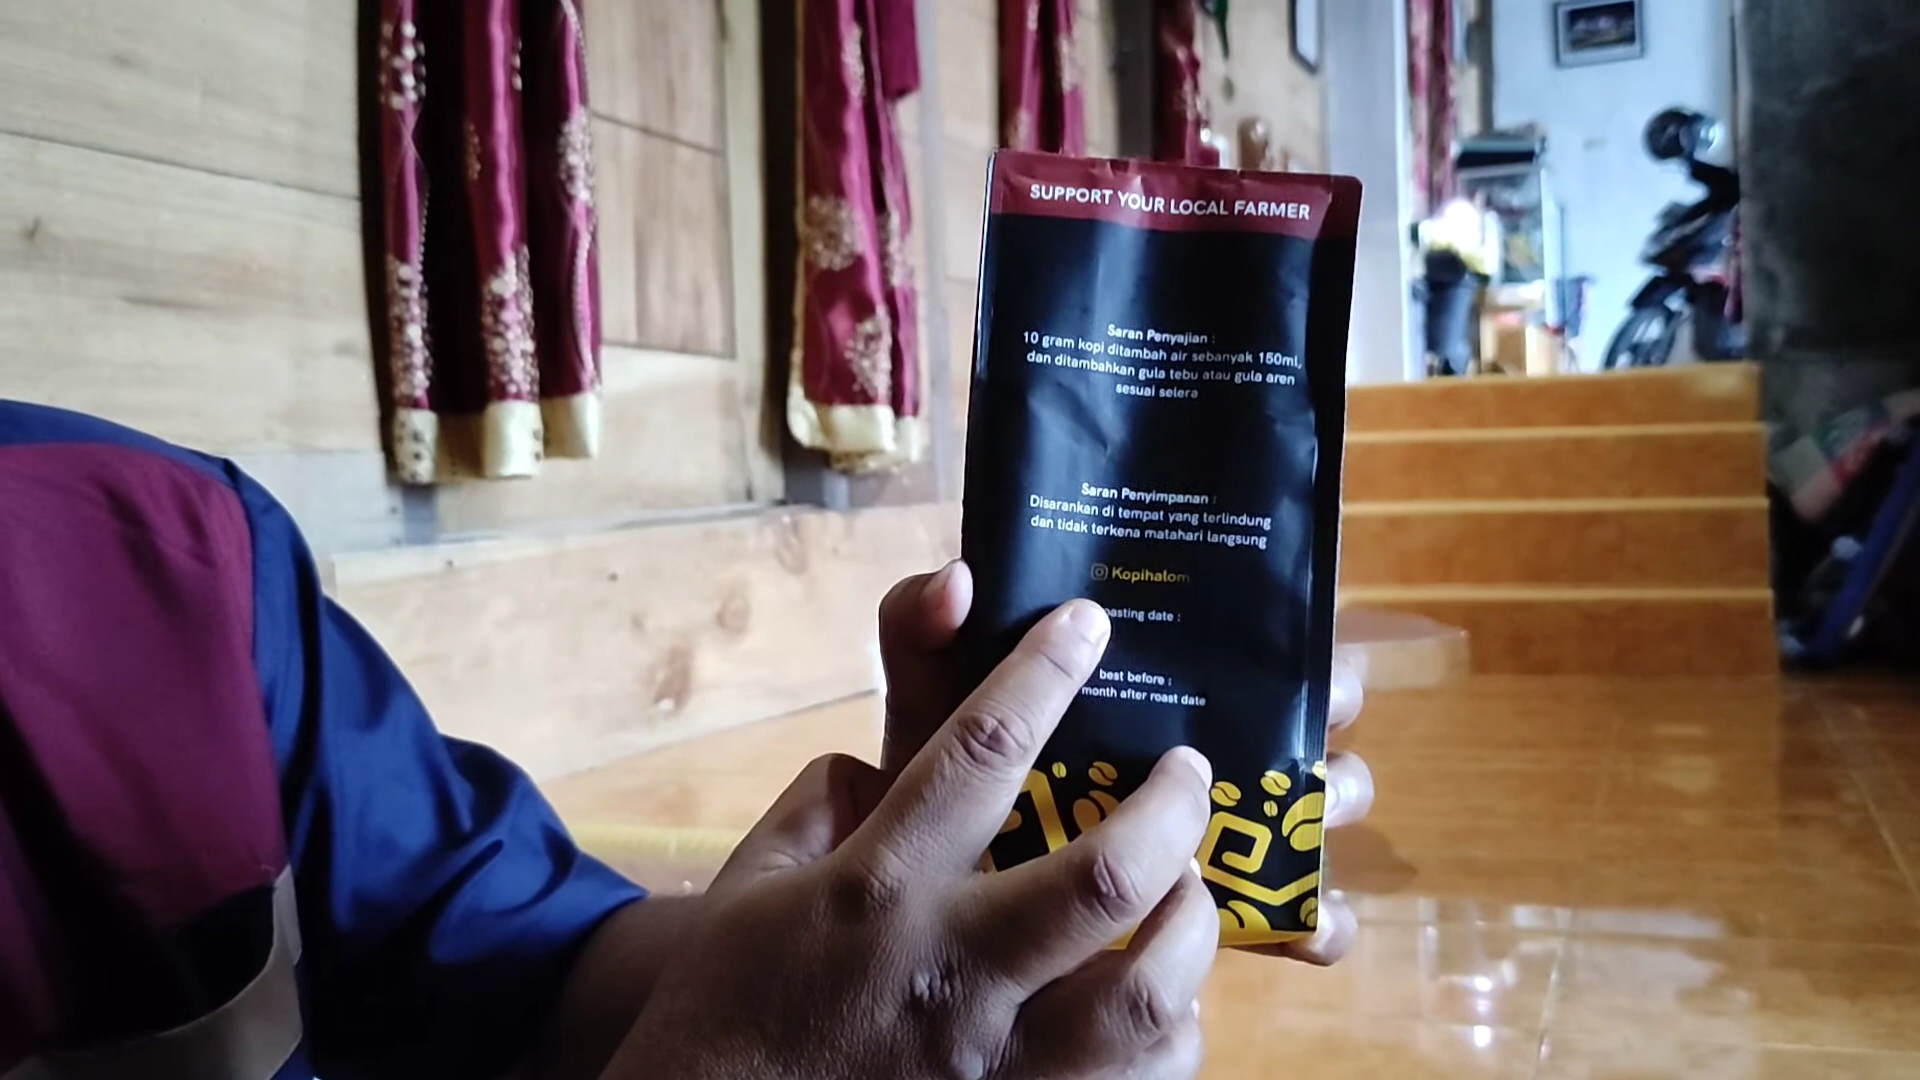 SUPPORT YOUR LOCAL FARMER
Saran Penyajian :
10 gram kopi ditambah air sebanyak 150ml,
dan ditambahkan gula tebu atau gula aren
sesuai selera
Saran Penyimpanan :
Disarankan di tempat yang terlindung
dan tidak terkena matahari langsung
Kopihalom
date :
best before :
month after roast date